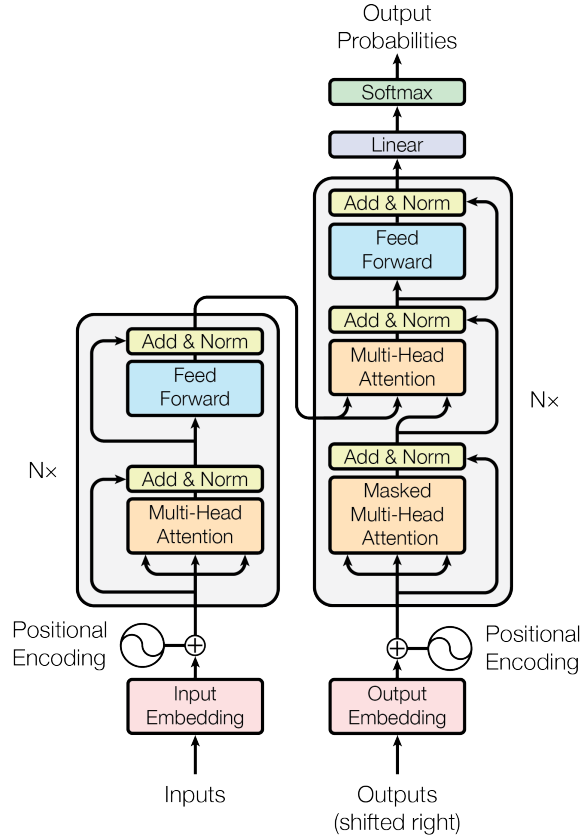 Output
Probabilities
Softmax
Linear
Add & Norm
Feed
Forward
Add & Norm
Multi-Head
Attention
Add & Norm
Masked
Multi-Head
Attention
N×
Add & Norm
Feed
Forward
Add & Norm
Multi-Head
Attention
N×
Positional
Encoding
Positional
Encoding
Input
Embedding
Output
Embedding
Inputs
Outputs
(shifted right)